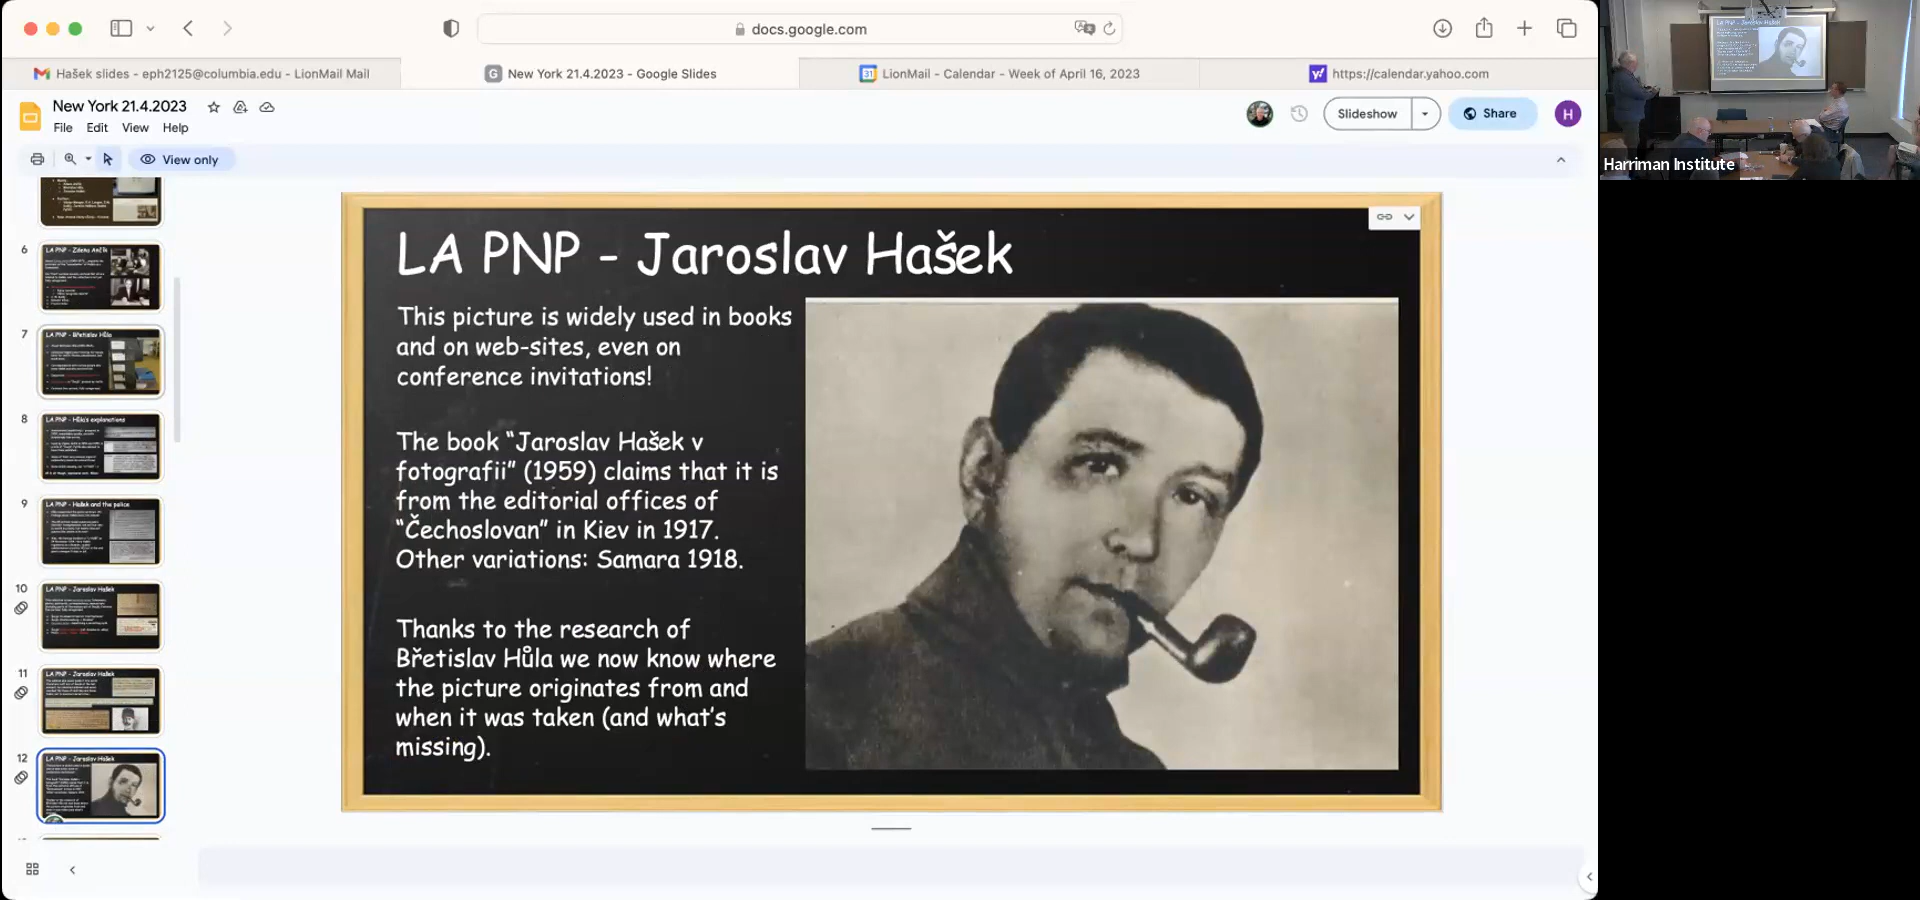 docs.google.com
Hašek slides - eph2125@columbia.edu - LionMail Mail
New York 21.4.2023 - Google Slides
LionMail - Calendar - Week of April 16, 2023
https://calendar.yahoo.com
New York 21.4.2023
File Edit View Help
Slideshow
Share
H
View only
Harriman Institute
6
LA PNP - Zdena Ančík
7
LA PNP - Břetislav Hůla
8
LA PNP - Hůla's explanations
9
LA PNP - Hašek and the police
10
LA PNP - Jaroslav Hašek
11
LA PNP - Jaroslav Hašek
12
LA PNP - Jaroslav Hašek
LA PNP - Jaroslav Hašek
This picture is widely used in books
and on web-sites, even on
conference invitations!
The book “Jaroslav Hašek v
fotografii” (1959) claims that it is
from the editorial offices of
“Čechoslovan” in Kiev in 1917.
Other variations: Samara 1918.
Thanks to the research of
Břetislav Hůla we now know where
the picture originates from and
when it was taken (and what’s
missing).